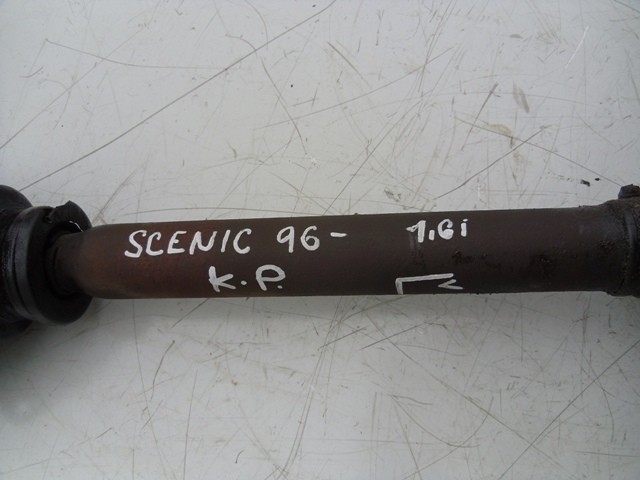 SCENIC 96- 1,6i
K.P. L<